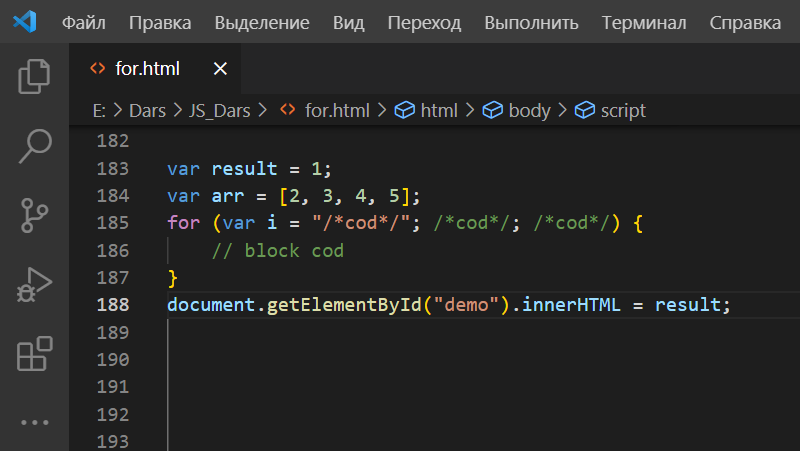 Файл Правка Выделение Вид Переход Выполнить Терминал Справка
for.html
E: > Dars > JS_Dars > for.html > html > body > script
182
183 var result = 1;
184 var arr = [2, 3, 4, 5];
185 for (var i = "/*cod*/"; /*cod*/; /*cod*/) {
186 // block cod
187 }
188 document.getElementById("demo").innerHTML = result;
189
190
191
192
193